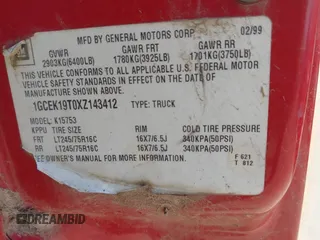 MFD BY GENERAL MOTORS CORP 02/99
GVWR GAWR FRT GAWR RR
2903KG(6400LB) 1780KG(3925LB) 1701KG(3750LB)
THIS VEHICLE CONFORMS TO ALL APPLICABLE U.S. FEDERAL MOTOR
VEHICLE SAFETY STANDARDS IN EFFECT ON THE DATE OF
MANUFACTURE SHOWN ABOVE.
1GCEK19T0XZ143412 TYPE: TRUCK
MODEL: K15753
KPPC TIRE SIZE RIM COLD TIRE PRESSURE
FRT LT245/75R16C 16X7/6.5J 340KPA(50PSI)
RR LT245/75R16C 16X7/6.5J 340KPA(50PSI)
SEE OWNER'S MANUAL FOR MORE INFORMATION.
F 621
T 812
DREAMBID